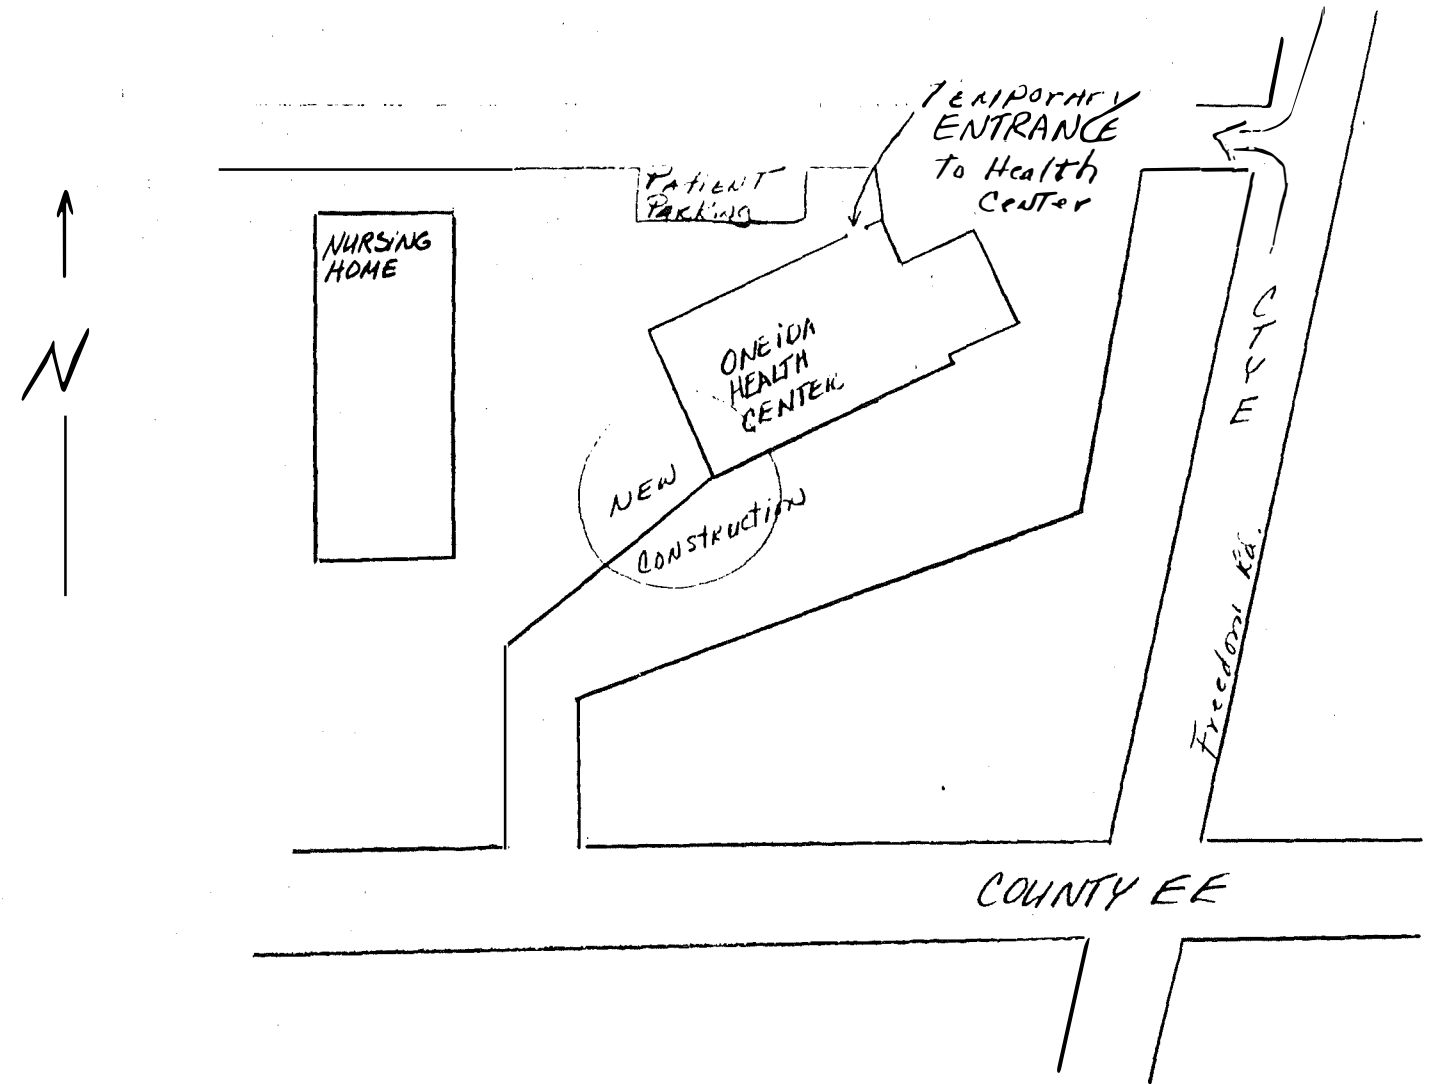 TEMPORARY
ENTRANCE
to Health
Center
PATIENT
PARKING
NURSING
HOME
ONEIDA
HEALTH
CENTER
N
CTY E
NEW
CONSTRUCTION
Freedom Rd.
COUNTY EE